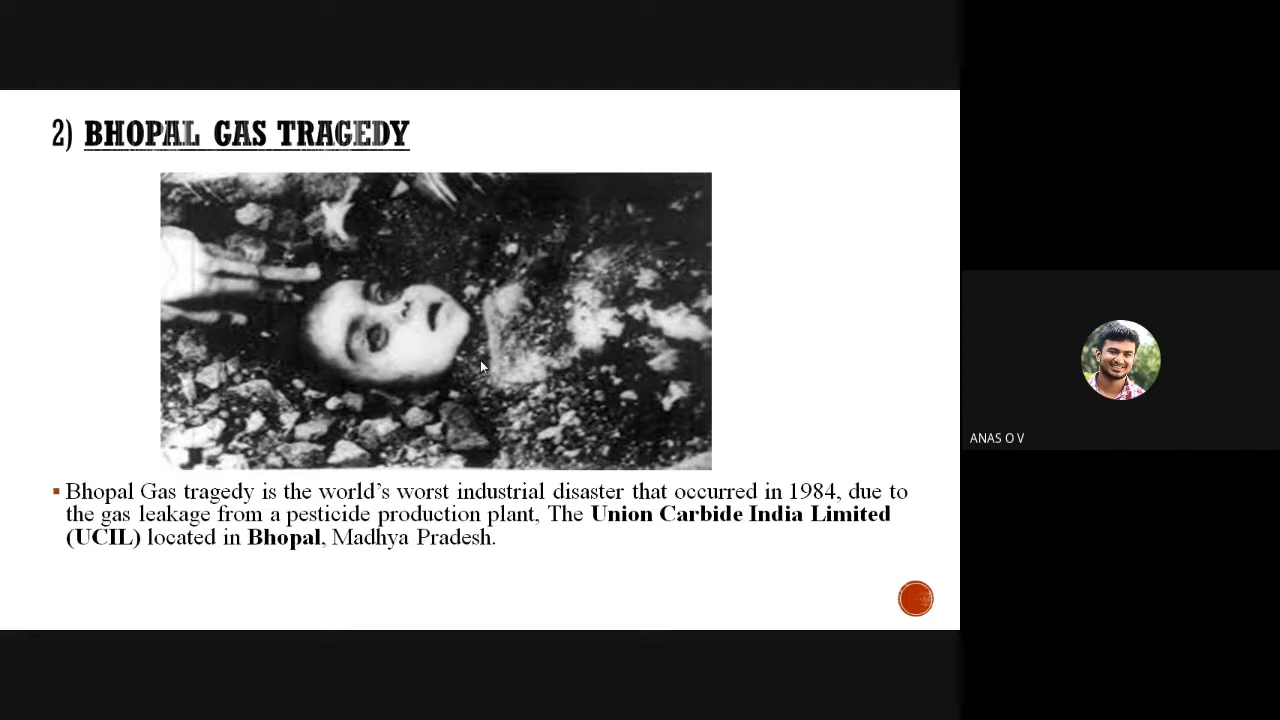 2) BHOPAL GAS TRAGEDY
▪ Bhopal Gas tragedy is the world’s worst industrial disaster that occurred in 1984, due to
the gas leakage from a pesticide production plant, The Union Carbide India Limited
(UCIL) located in Bhopal, Madhya Pradesh.
ANAS O V